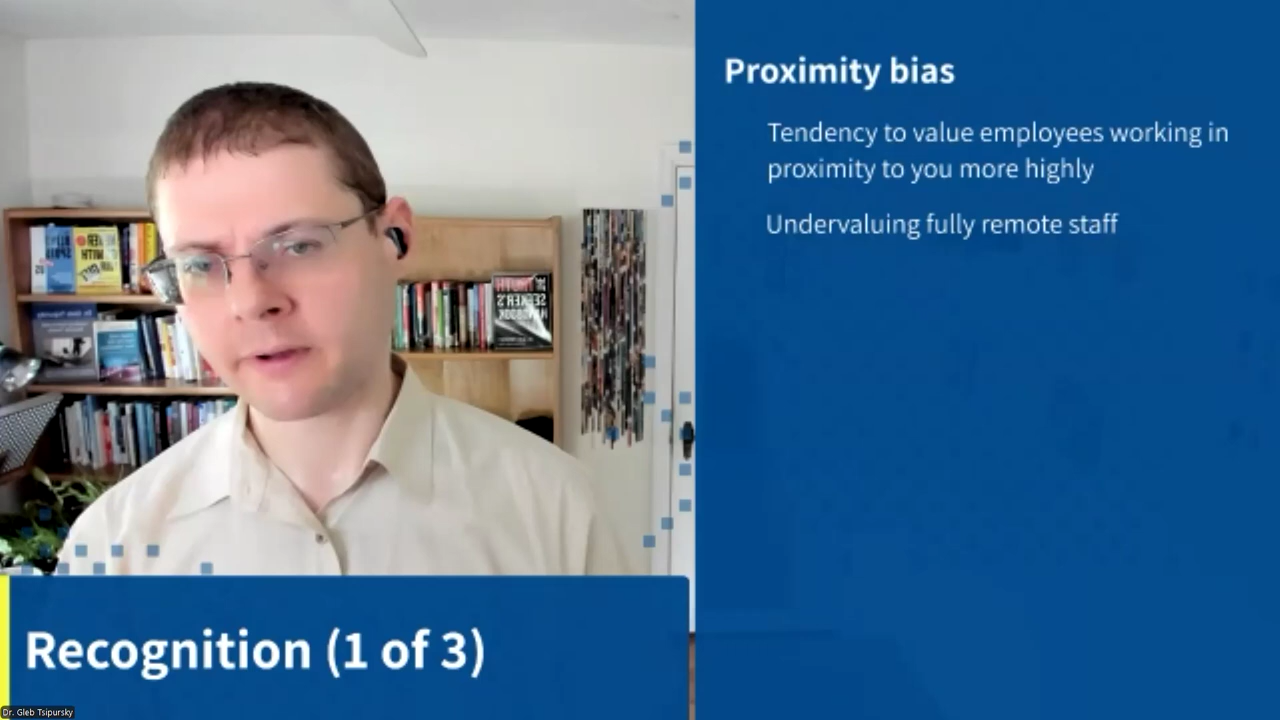 Proximity bias
Tendency to value employees working in
proximity to you more highly
Undervaluing fully remote staff
Recognition (1 of 3)
Dr. Gleb Tsipursky